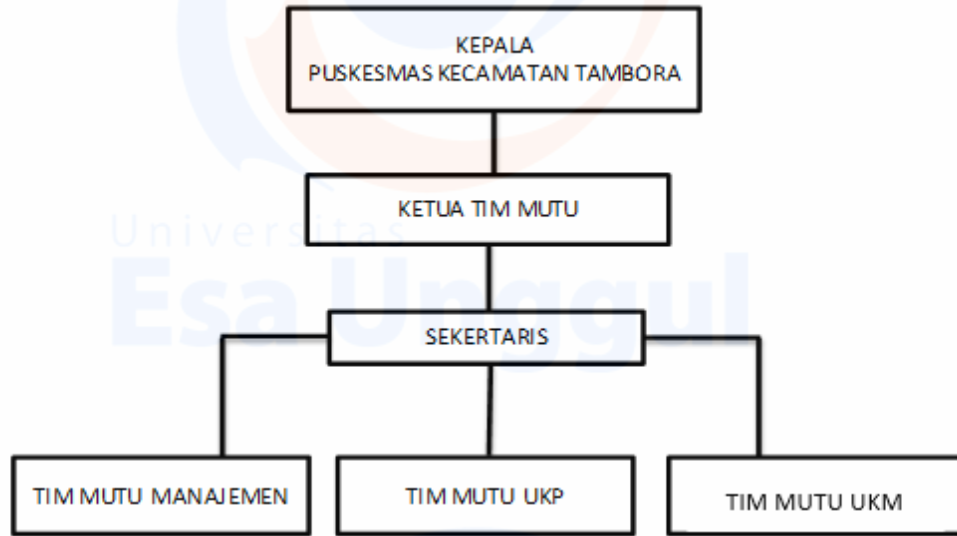 KEPALA
PUSKESMAS KECAMATAN TAMBORA
KETUA TIM MUTU
Universitas
Esa Unggul
SEKERTARIS
TIM MUTU MANAJEMEN
TIM MUTU UKP
TIM MUTU UKM